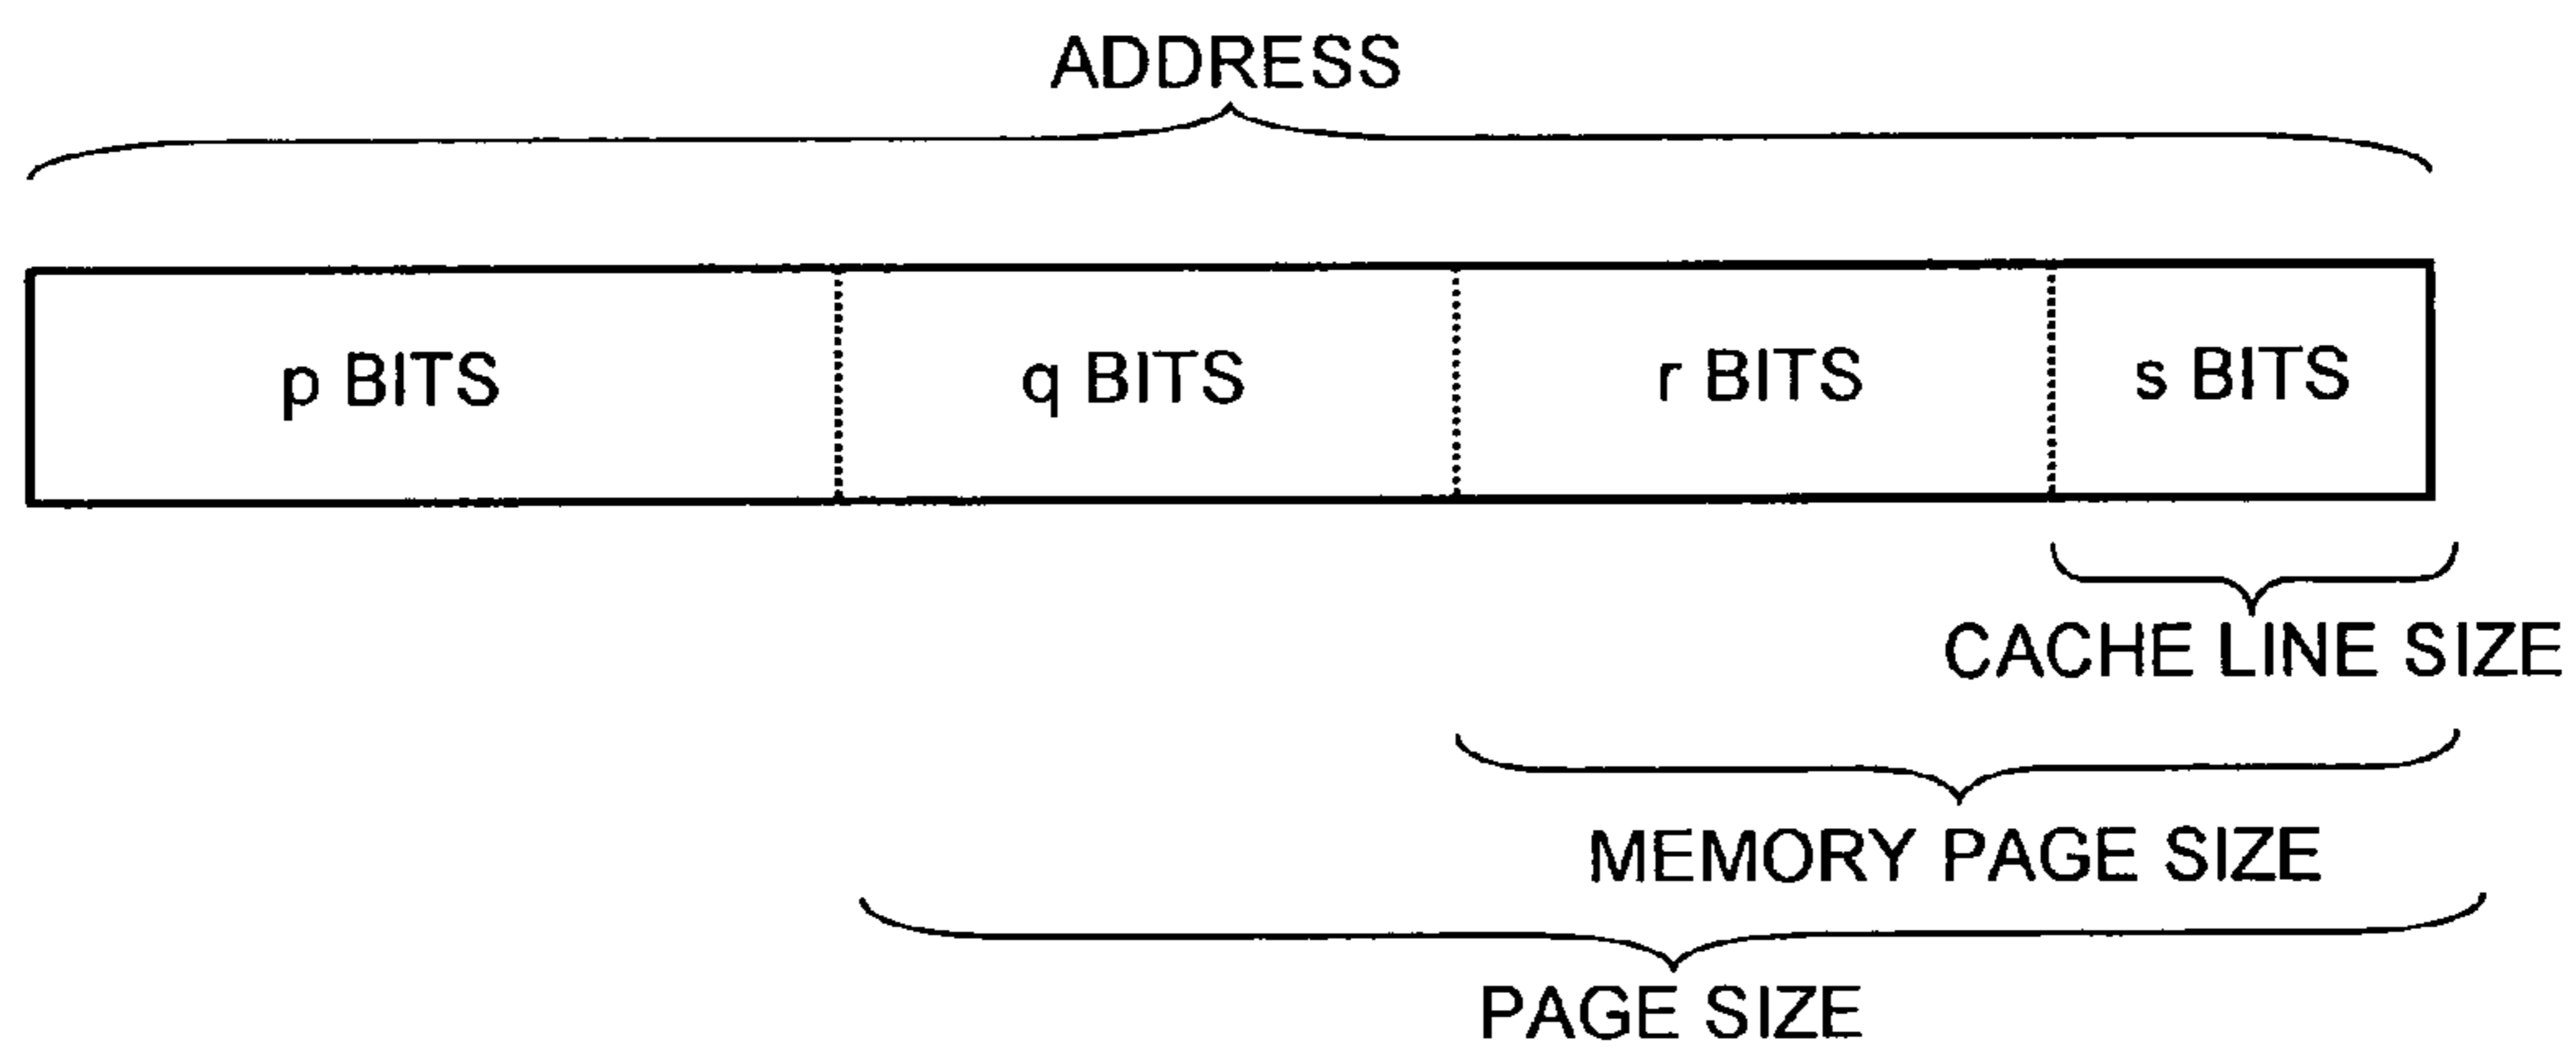 ADDRESS
p BITS q BITS r BITS s BITS
CACHE LINE SIZE
MEMORY PAGE SIZE
PAGE SIZE